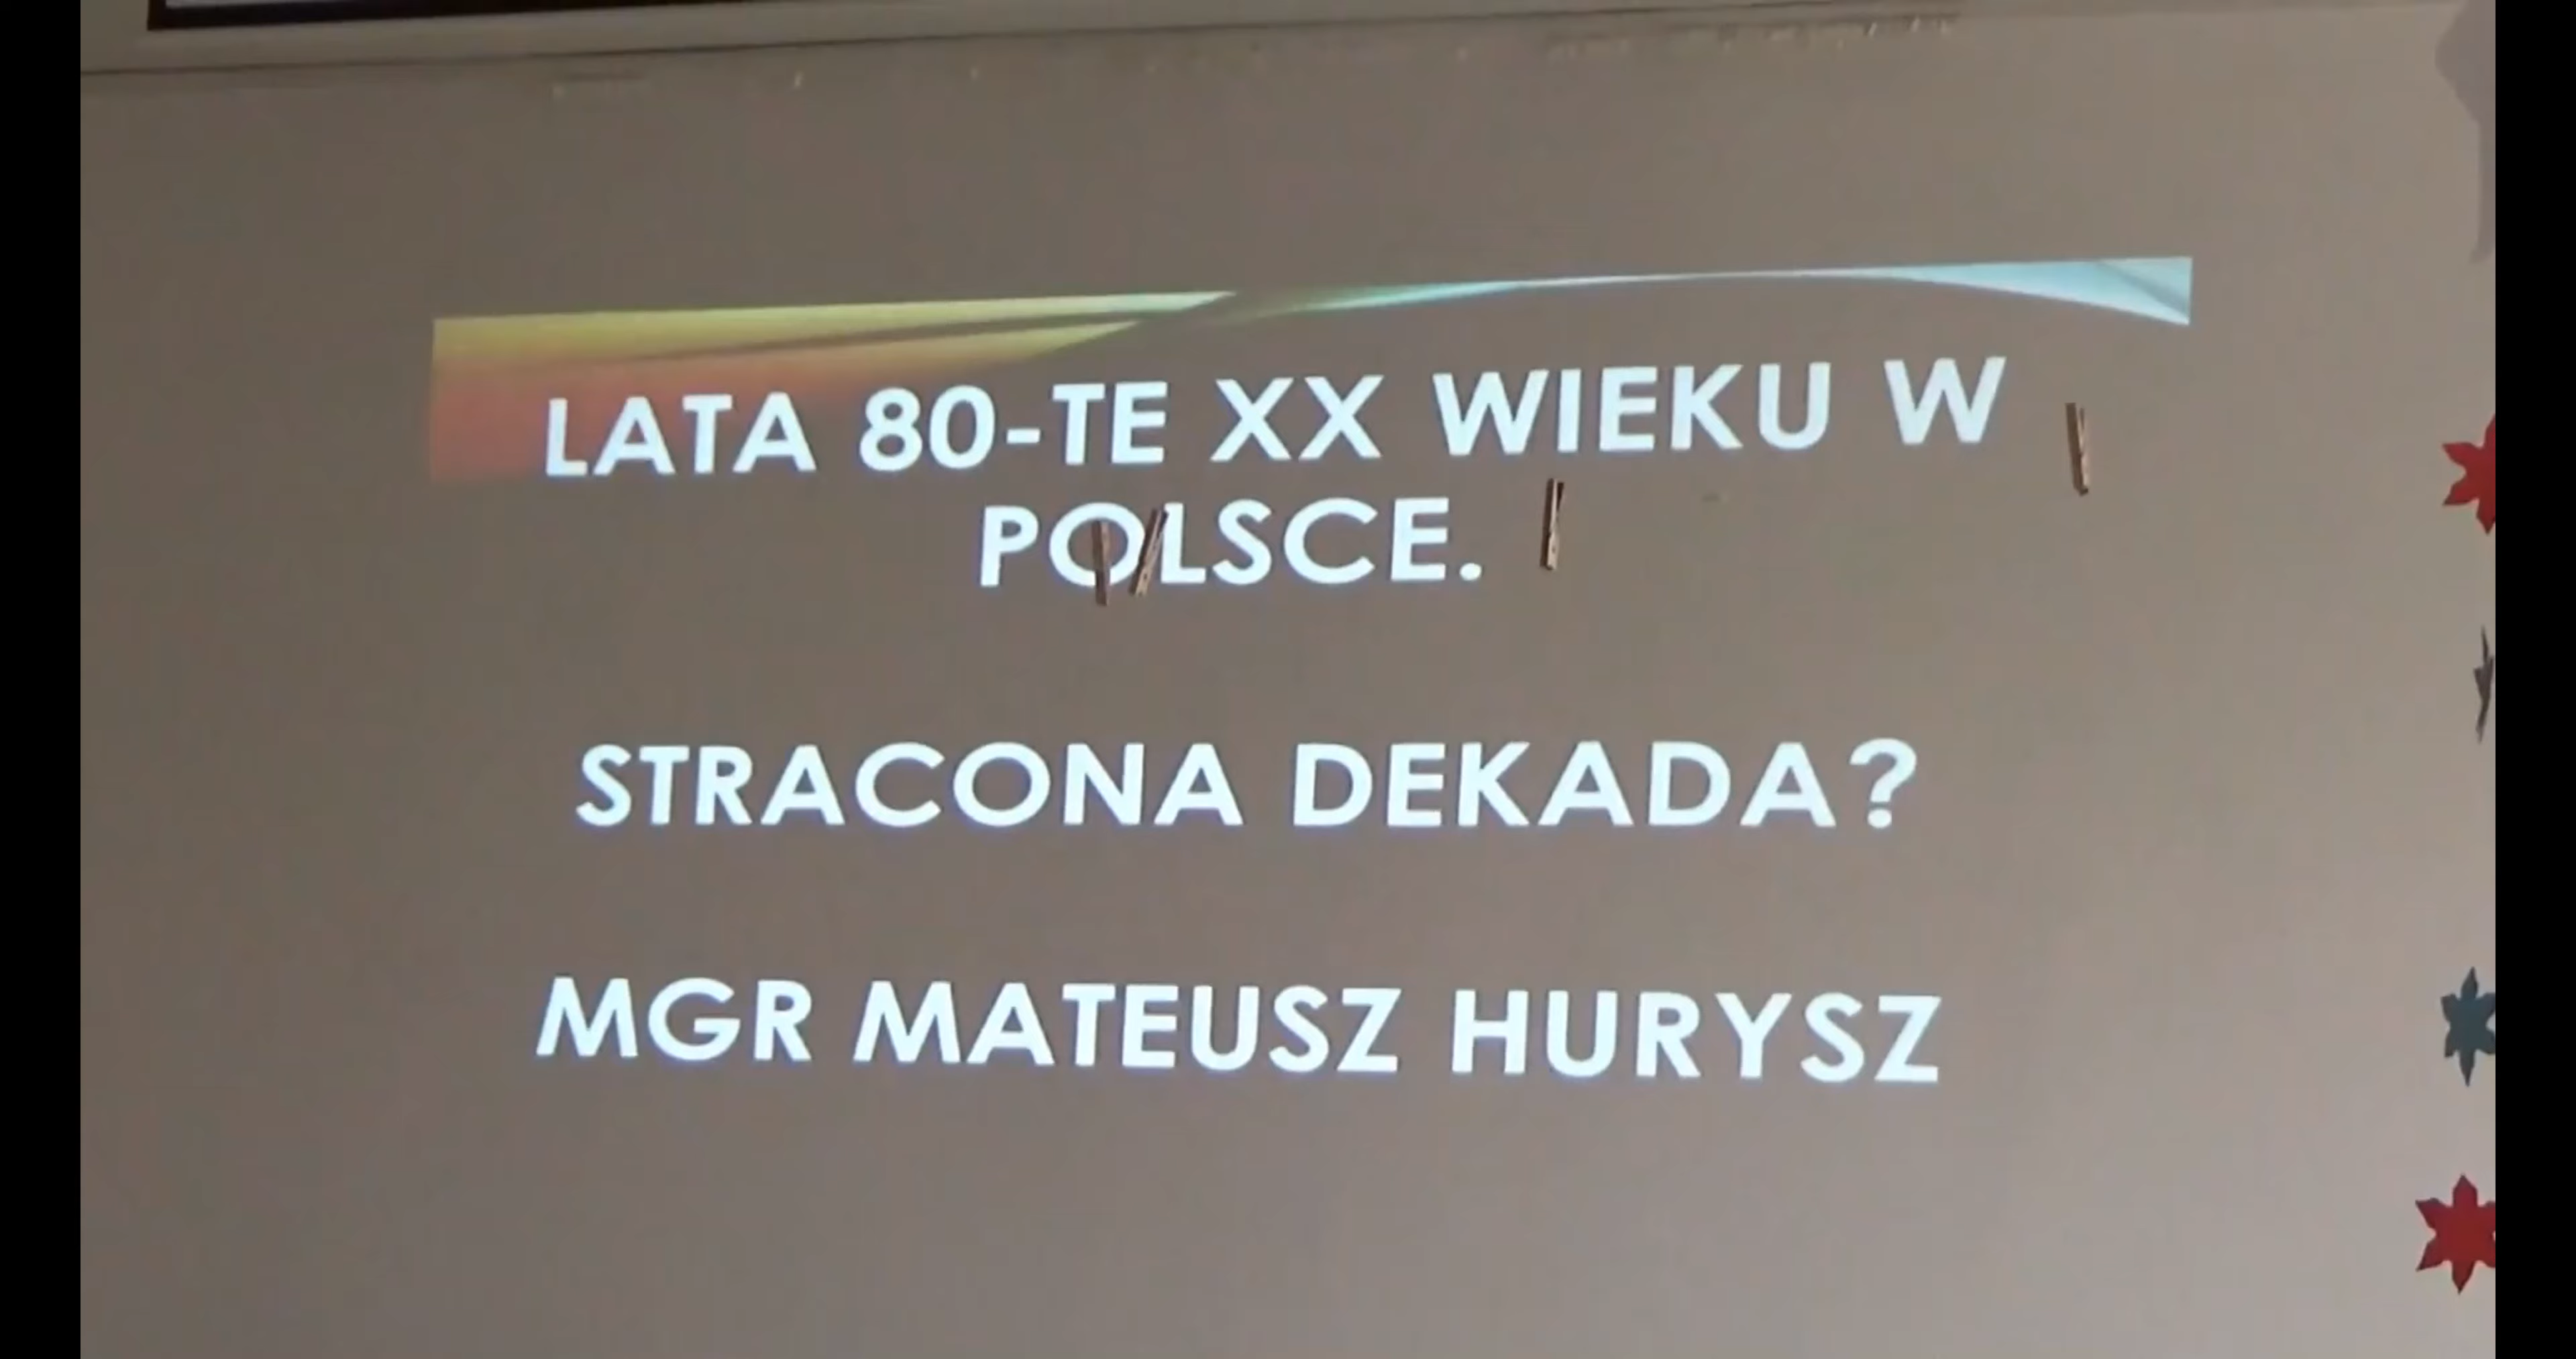 LATA 80-TE XX WIEKU W
POLSCE.
STRACONA DEKADA?
MGR MATEUSZ HURYSZ